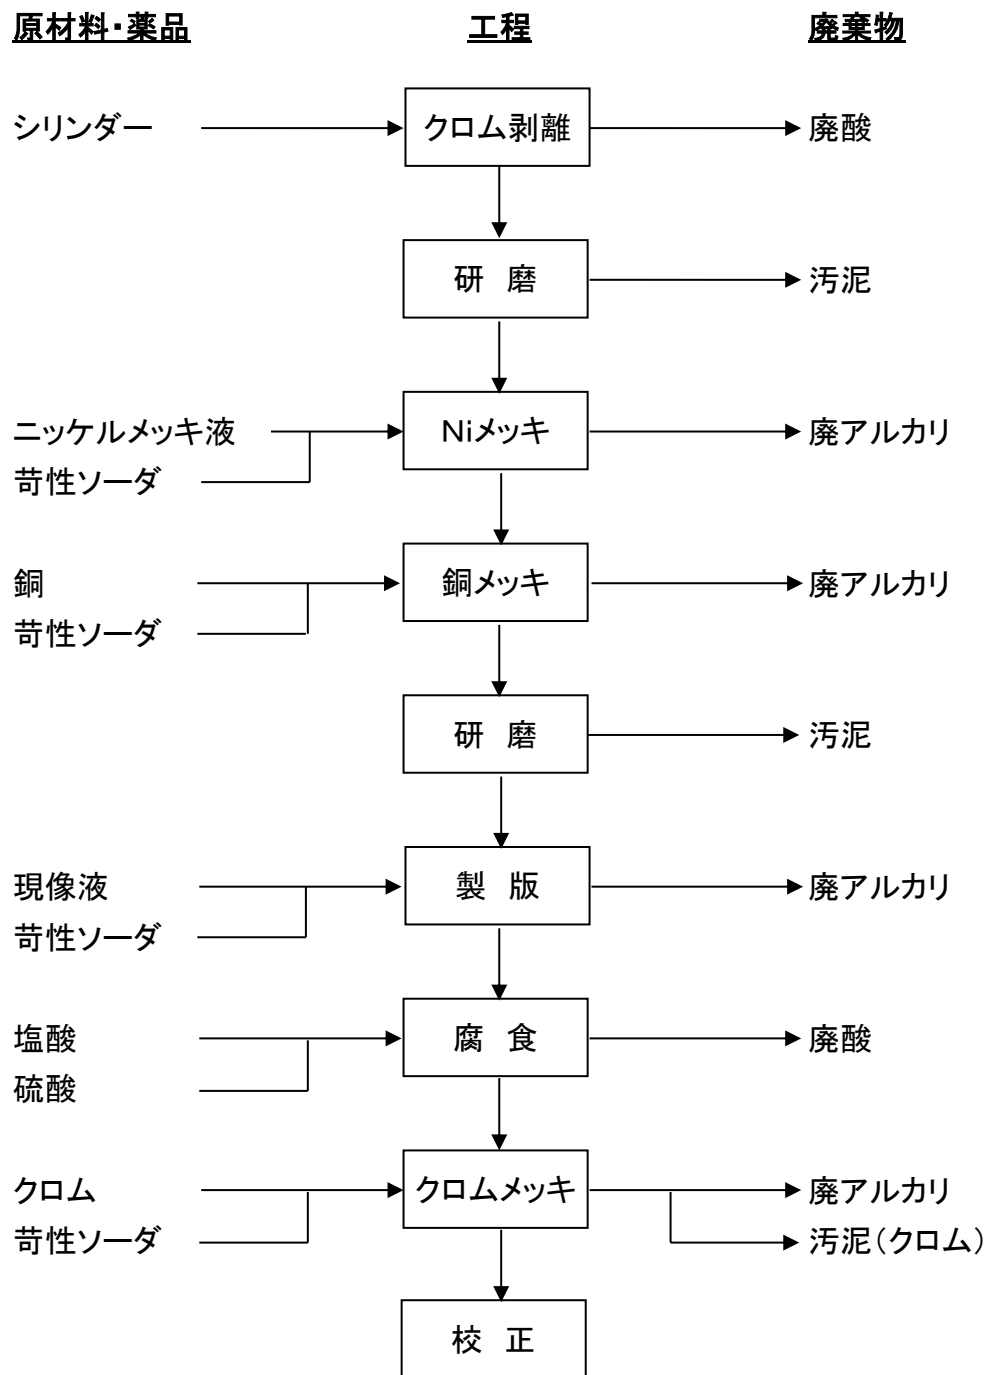 原材料・薬品 工程 廃棄物
シリンダー クロム剥離 廃酸
研 磨 汚泥
ニッケルメッキ液 Niメッキ 廃アルカリ
苛性ソーダ
銅 銅メッキ 廃アルカリ
苛性ソーダ
研 磨 汚泥
現像液 製 版 廃アルカリ
苛性ソーダ
塩酸 腐 食 廃酸
硫酸
クロム クロムメッキ 廃アルカリ
苛性ソーダ 汚泥(クロム)
校 正